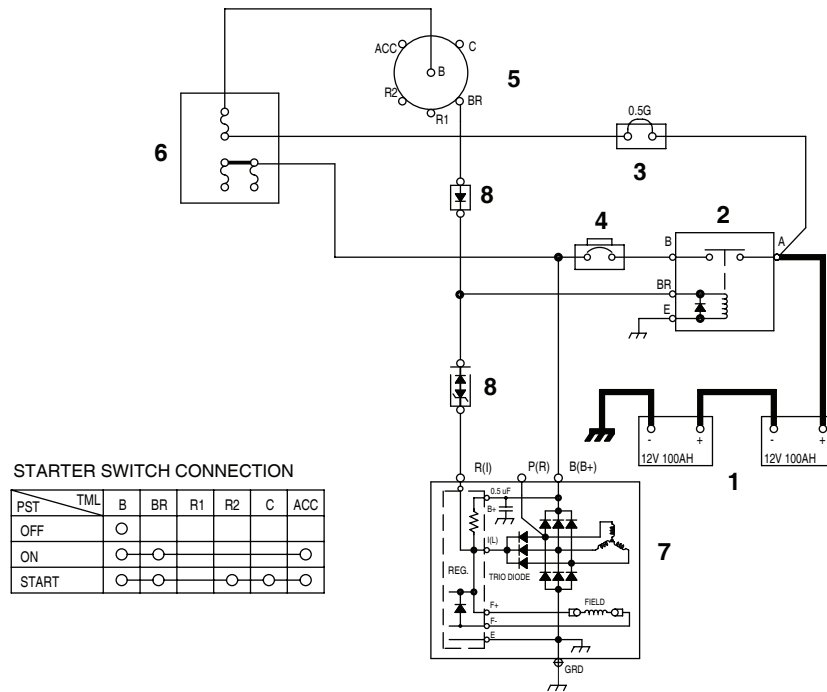 ACC
C
B
5
R2
BR
R1
0.5G
6
3
8
4
2
B
A
BR
E
8
-
+
-
+
12V 100AH
12V 100AH
1
STARTER SWITCH CONNECTION
PST TML B BR R1 R2 C ACC
OFF
ON
START
R(I)
P(R)
B(B+)
0.5 uF
B+
I(L)
7
REG.
TRIO DIODE
F+
FIELD
F-
E
GRD